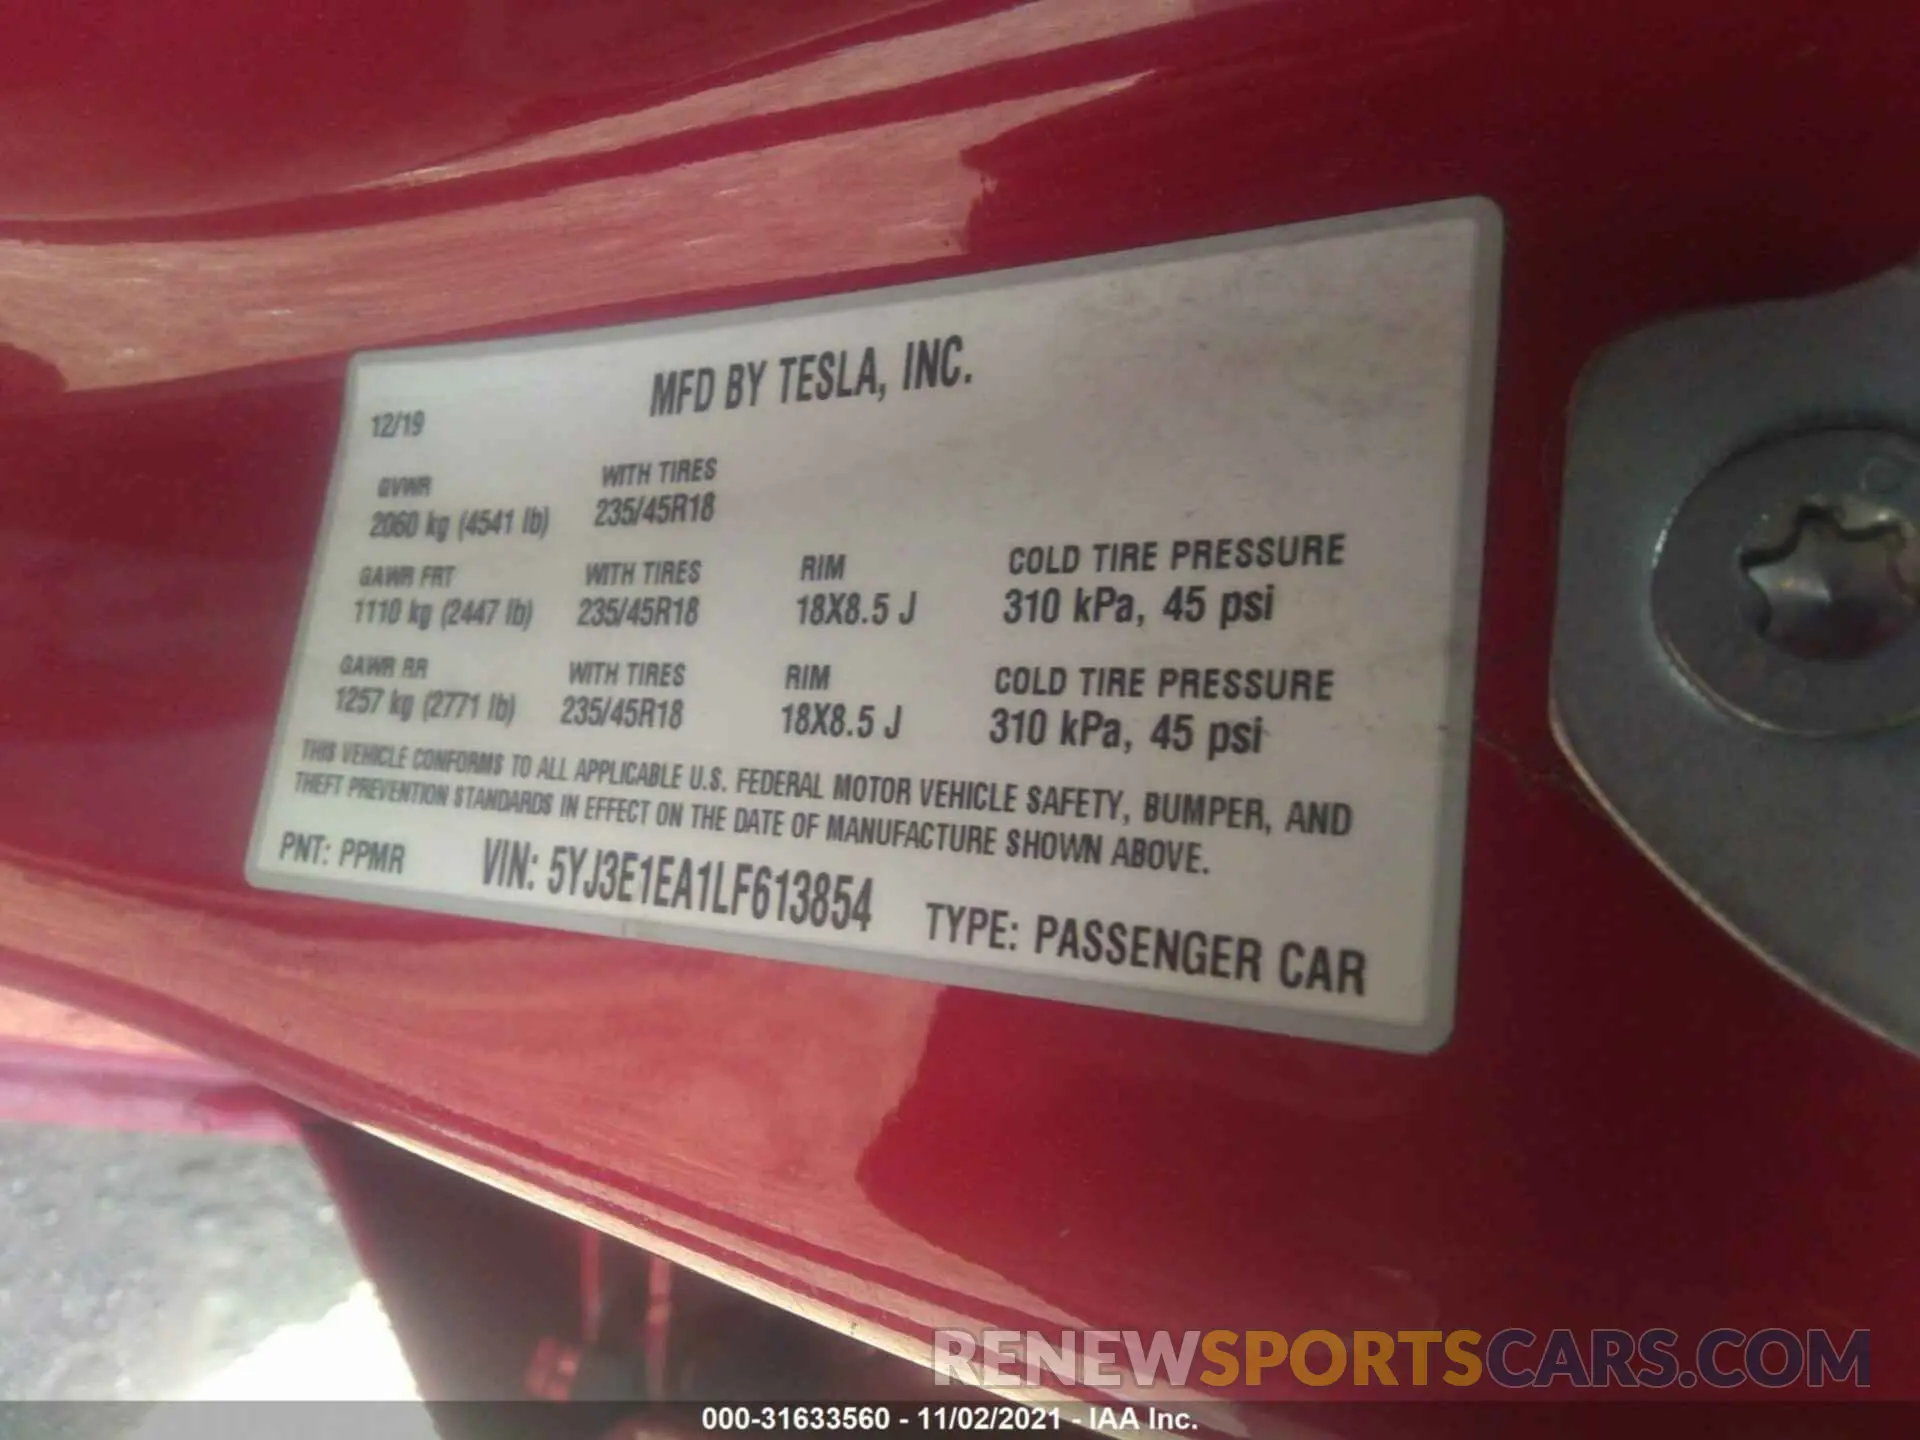 MFD BY TESLA, INC.
12/19
GVWR WITH TIRES
2060 kg (4541 lb) 235/45R18
GAWR FRT WITH TIRES RIM COLD TIRE PRESSURE
1110 kg (2447 lb) 235/45R18 18X8.5 J 310 kPa, 45 psi
GAWR RR WITH TIRES RIM COLD TIRE PRESSURE
1257 kg (2771 lb) 235/45R18 18X8.5 J 310 kPa, 45 psi
THIS VEHICLE CONFORMS TO ALL APPLICABLE U.S. FEDERAL MOTOR VEHICLE SAFETY, BUMPER, AND
THEFT PREVENTION STANDARDS IN EFFECT ON THE DATE OF MANUFACTURE SHOWN ABOVE.
PNT: PPMR VIN: 5YJ3E1EA1LF613854 TYPE: PASSENGER CAR
RENEWSPORTSCARS.COM
000-31633560 - 11/02/2021 - IAA Inc.